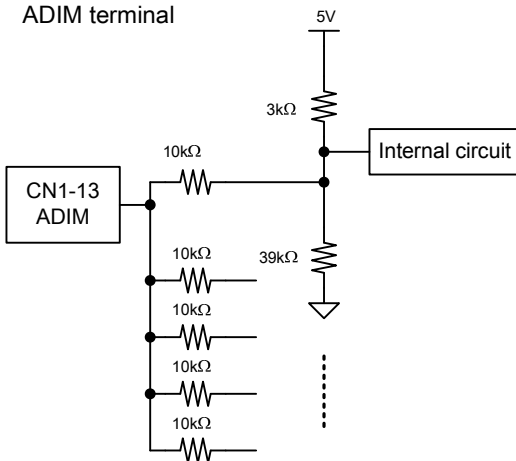 ADIM terminal
5V
3kΩ
10kΩ
Internal circuit
CN1-13
ADIM
39kΩ
10kΩ
10kΩ
10kΩ
10kΩ